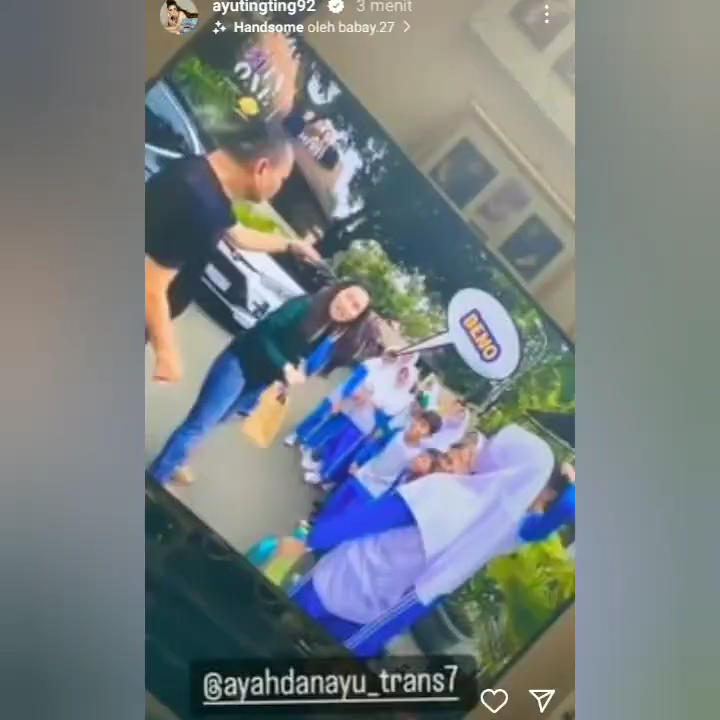 ayutingting92 3 menit
Handsome oleh babay.27 >
BENO
@ayahdanayu_trans7